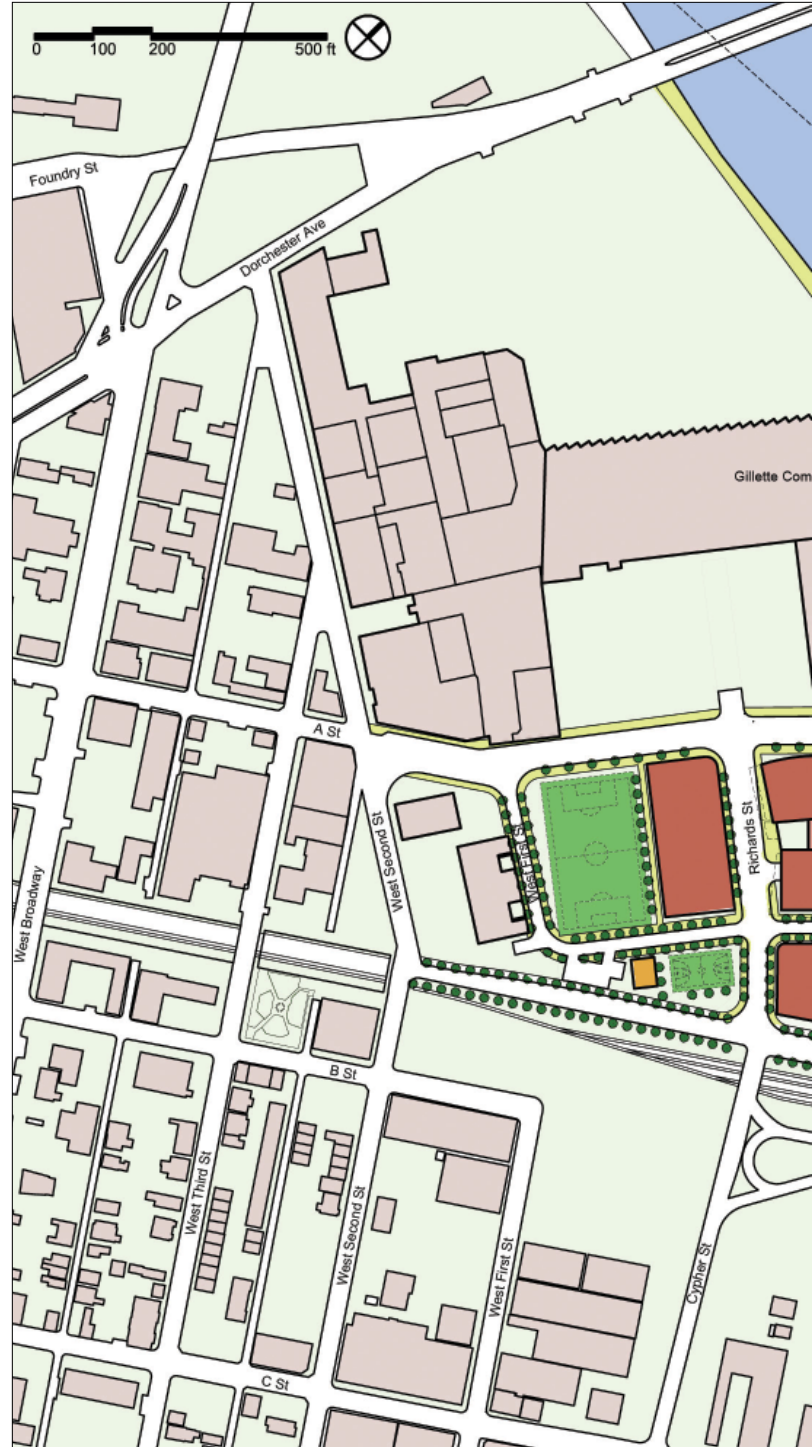 0 100 200 500 ft
Foundry St
Dorchester Ave
Gillette Com
A St
West Second St
West First St
Richards St
West Broadway
B St
West Third St
West Second St
West First St
Cypher St
C St